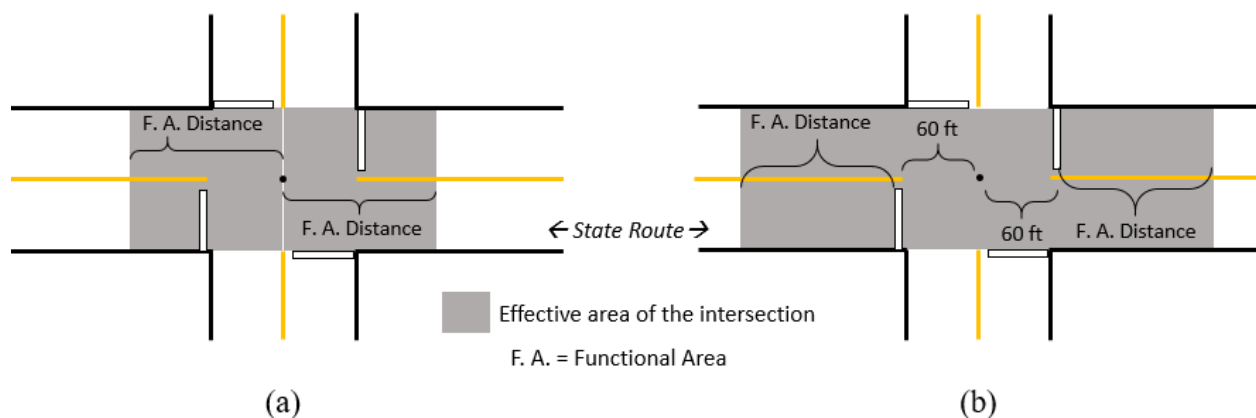 F. A. Distance
F. A. Distance
F. A. Distance
60 ft
60 ft
F. A. Distance
← State Route →
Effective area of the intersection
F. A. = Functional Area
(a)
(b)